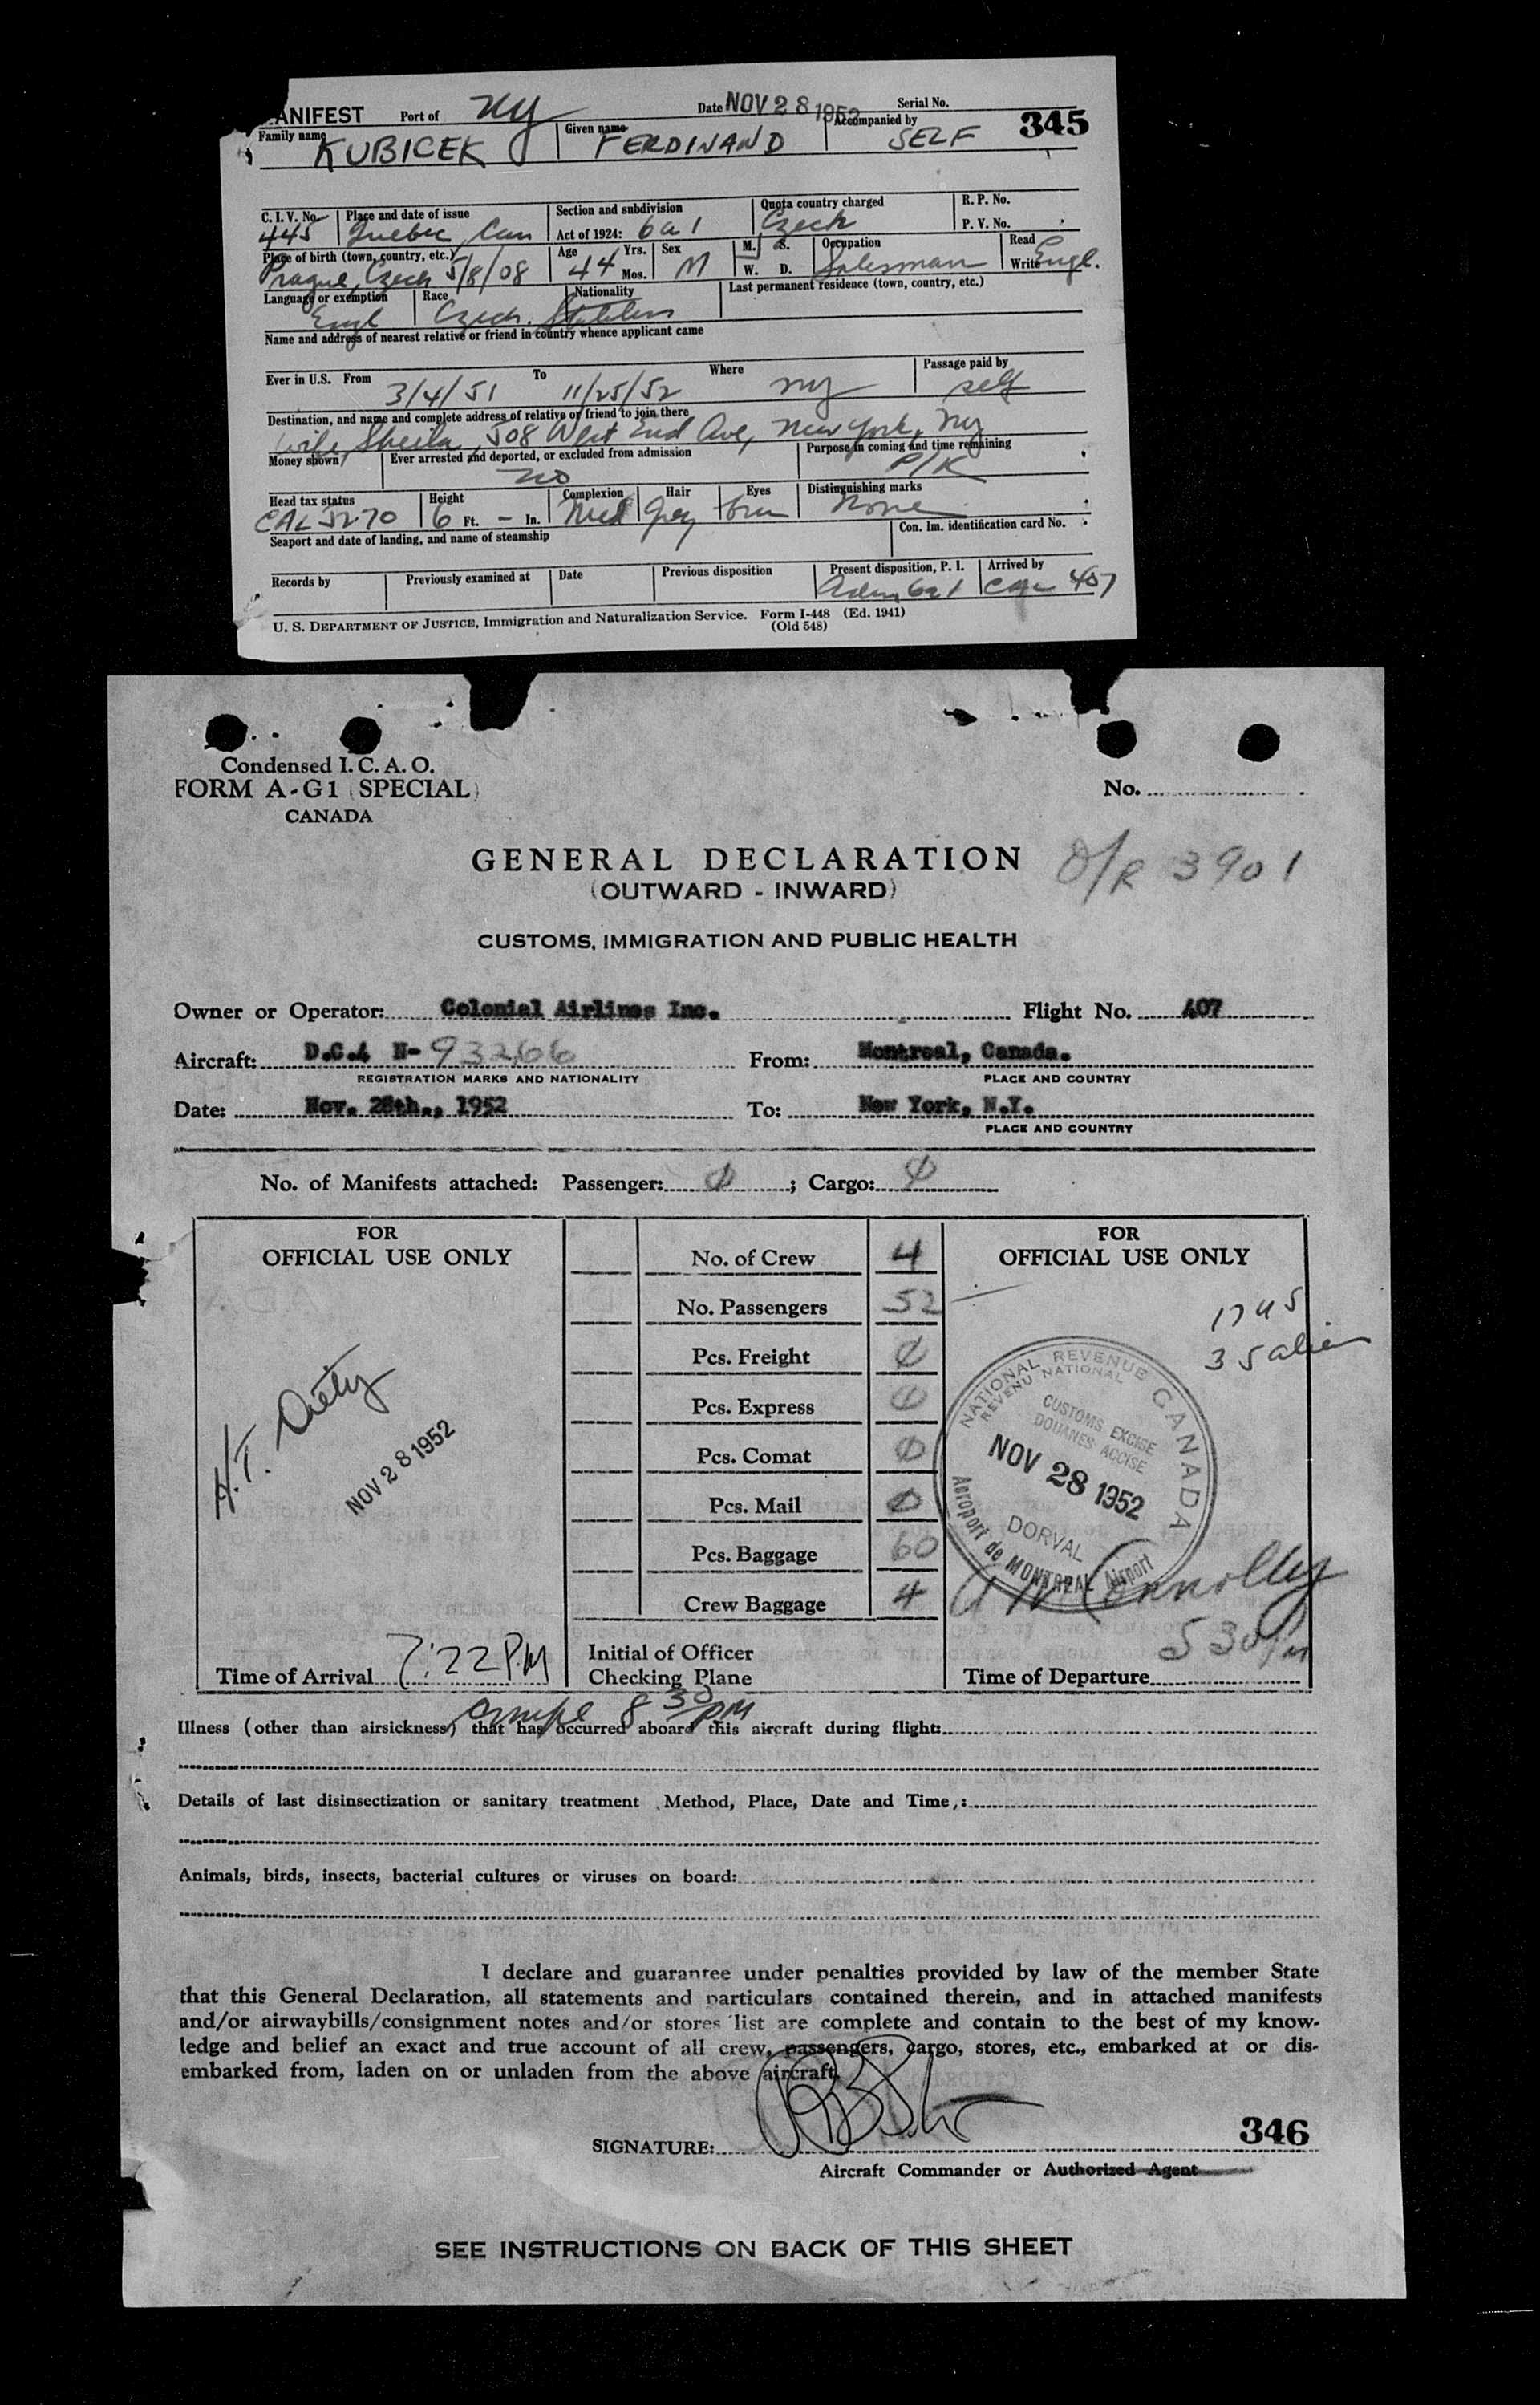 ANIFEST Port of NY Date NOV 28 1952 Serial No.
Family name KUBICEK Given name FERDINAND Accompanied by SELF 345
C. I. V. No. 445 Place and date of issue Quebec, Can Section and subdivision Act of 1924: 6a1 Quota country charged Czech R. P. No.
P. V. No.
Place of birth (town, country, etc.) Prague, Czech 5/8/08 Age 44 Yrs. Mos. Sex M M. S. W. D. Occupation Salesman Read Write Engl.
Language or exemption Engl Race Czech. Nationality Stateless Last permanent residence (town, country, etc.)
Name and address of nearest relative or friend in country whence applicant came
Ever in U.S. From 3/4/51 To 11/25/52 Where NY Passage paid by self
Destination, and name and complete address of relative or friend to join there
wife, Sheila, 508 West End Ave, New York, NY
Money shown Ever arrested and deported, or excluded from admission no Purpose in coming and time remaining P/R
Head tax status CAL 5270 Height 6 Ft. - In. Complexion Med Hair Grey Eyes brn Distinguishing marks None
Seaport and date of landing, and name of steamship Con. Im. identification card No.
Records by Previously examined at Date Previous disposition Present disposition, P. I. Adm 6a1 Arrived by 407
U. S. DEPARTMENT OF JUSTICE, Immigration and Naturalization Service. Form I-448 (Ed. 1941)
(Old 548)
Condensed I. C. A. O.
FORM A-G1 (SPECIAL)
CANADA
No.
GENERAL DECLARATION
O/R 3901
(OUTWARD - INWARD)
CUSTOMS, IMMIGRATION AND PUBLIC HEALTH
Owner or Operator: Colonial Airlines Inc. Flight No. 407
Aircraft: D.C.4 N-93266 From: Montreal, Canada.
REGISTRATION MARKS AND NATIONALITY PLACE AND COUNTRY
Date: Nov. 28th., 1952 To: New York, N.Y.
PLACE AND COUNTRY
No. of Manifests attached: Passenger: 0 ; Cargo: 0
FOR OFFICIAL USE ONLY
H.T. Diety
NOV 28 1952
Time of Arrival 7:22 PM
No. of Crew 4
No. Passengers 52
Pcs. Freight 0
Pcs. Express 0
Pcs. Comat 0
Pcs. Mail 0
Pcs. Baggage 60
Crew Baggage 4
Initial of Officer
Checking Plane
FOR OFFICIAL USE ONLY
17 US
35 alien
NATIONAL REVENUE CANADA
REVENU NATIONAL
CUSTOMS EXCISE
DOUANES ACCISE
NOV 28 1952
DORVAL
Aeroport de MONTREAL Airport
Connolly
530 pm
Time of Departure
8 30 PM
Illness (other than airsickness) that has occurred aboard this aircraft during flight:
Details of last disinsectization or sanitary treatment (Method, Place, Date and Time):
Animals, birds, insects, bacterial cultures or viruses on board:
I declare and guarantee under penalties provided by law of the member State
that this General Declaration, all statements and particulars contained therein, and in attached manifests
and/or airwaybills/consignment notes and/or stores list are complete and contain to the best of my know-
ledge and belief an exact and true account of all crew, passengers, cargo, stores, etc., embarked at or dis-
embarked from, laden on or unladen from the above aircraft.
SIGNATURE:
346
Aircraft Commander or Authorized Agent
SEE INSTRUCTIONS ON BACK OF THIS SHEET